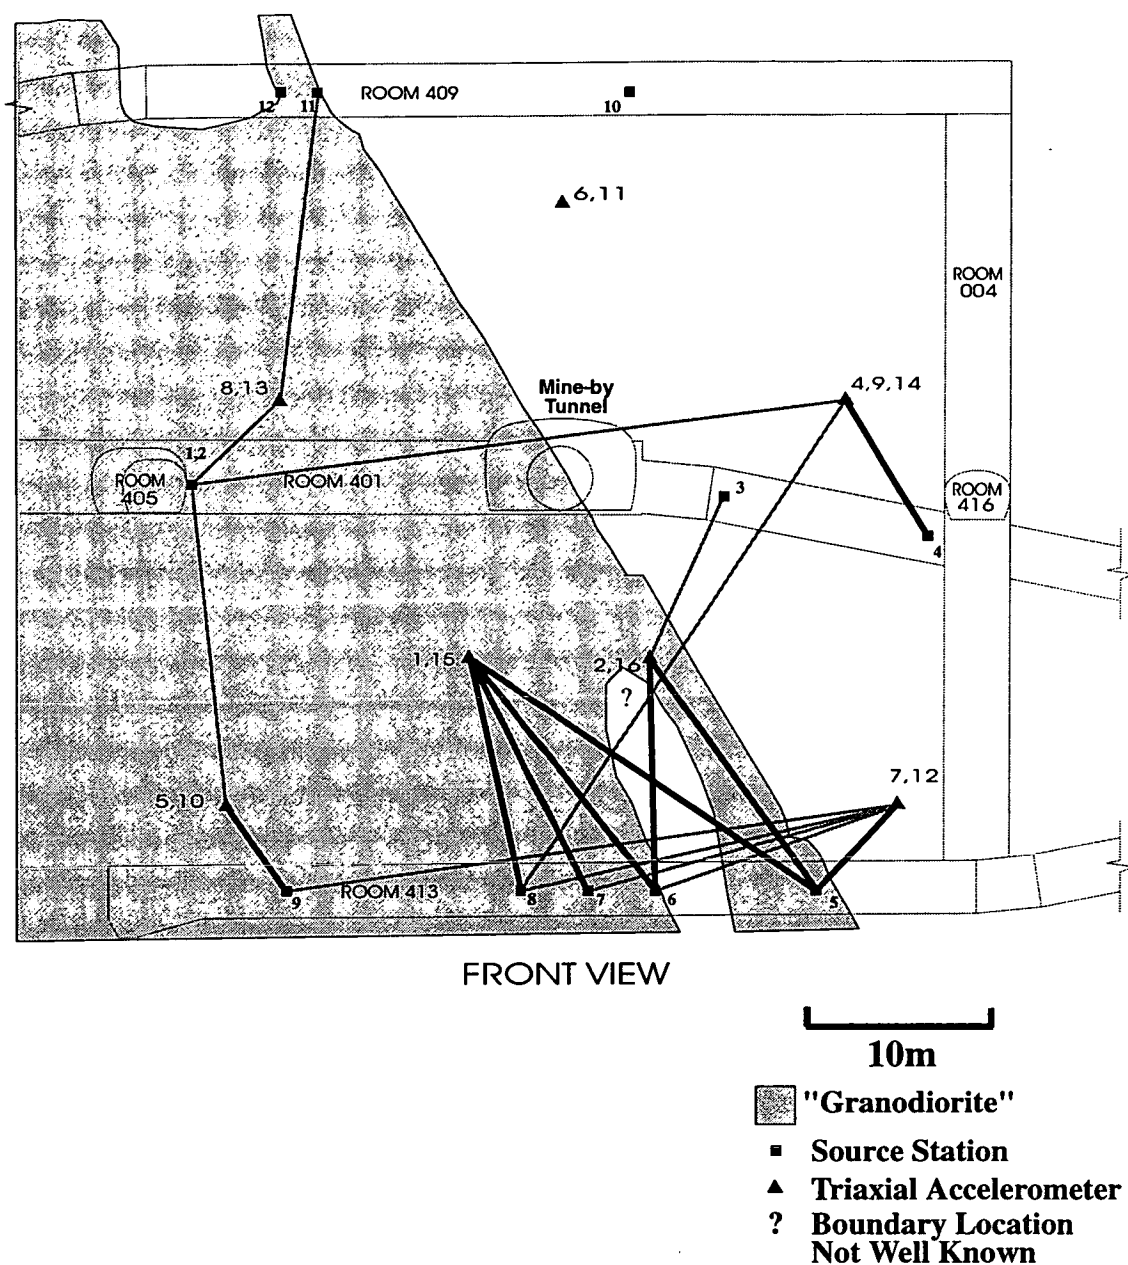 12
11
ROOM 409
10
6,11
ROOM
004
8,13
Mine-by
Tunnel
4,9,14
1,2
ROOM
405
ROOM 401
3
ROOM
416
4
1,15
2,16
?
5,10
7,12
9
ROOM 413
8
7
6
5
FRONT VIEW
10m
"Granodiorite"
Source Station
Triaxial Accelerometer
? Boundary Location
Not Well Known